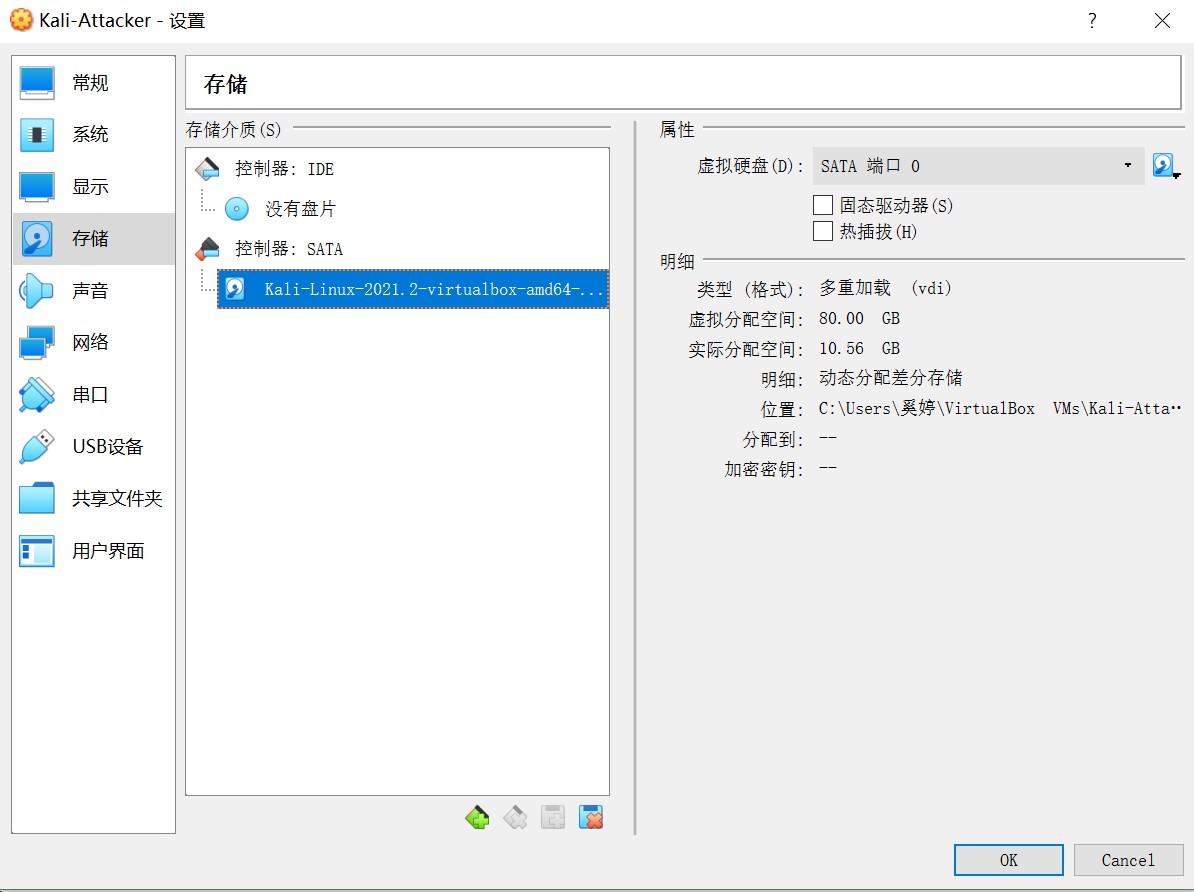 Kali-Attacker - 设置
?
常规
系统
显示
存储
声音
网络
串口
USB设备
共享文件夹
用户界面
存储
存储介质(S)
控制器: IDE
没有盘片
控制器: SATA
Kali-Linux-2021.2-virtualbox-amd64-...
属性
虚拟硬盘(D): SATA 端口 0
固态驱动器(S)
热插拔(H)
明细
类型 (格式): 多重加载 (vdi)
虚拟分配空间: 80.00 GB
实际分配空间: 10.56 GB
明细: 动态分配差分存储
位置: C:\Users\奚婷\VirtualBox VMs\Kali-Atta··
分配到: --
加密密钥: --
OK
Cancel